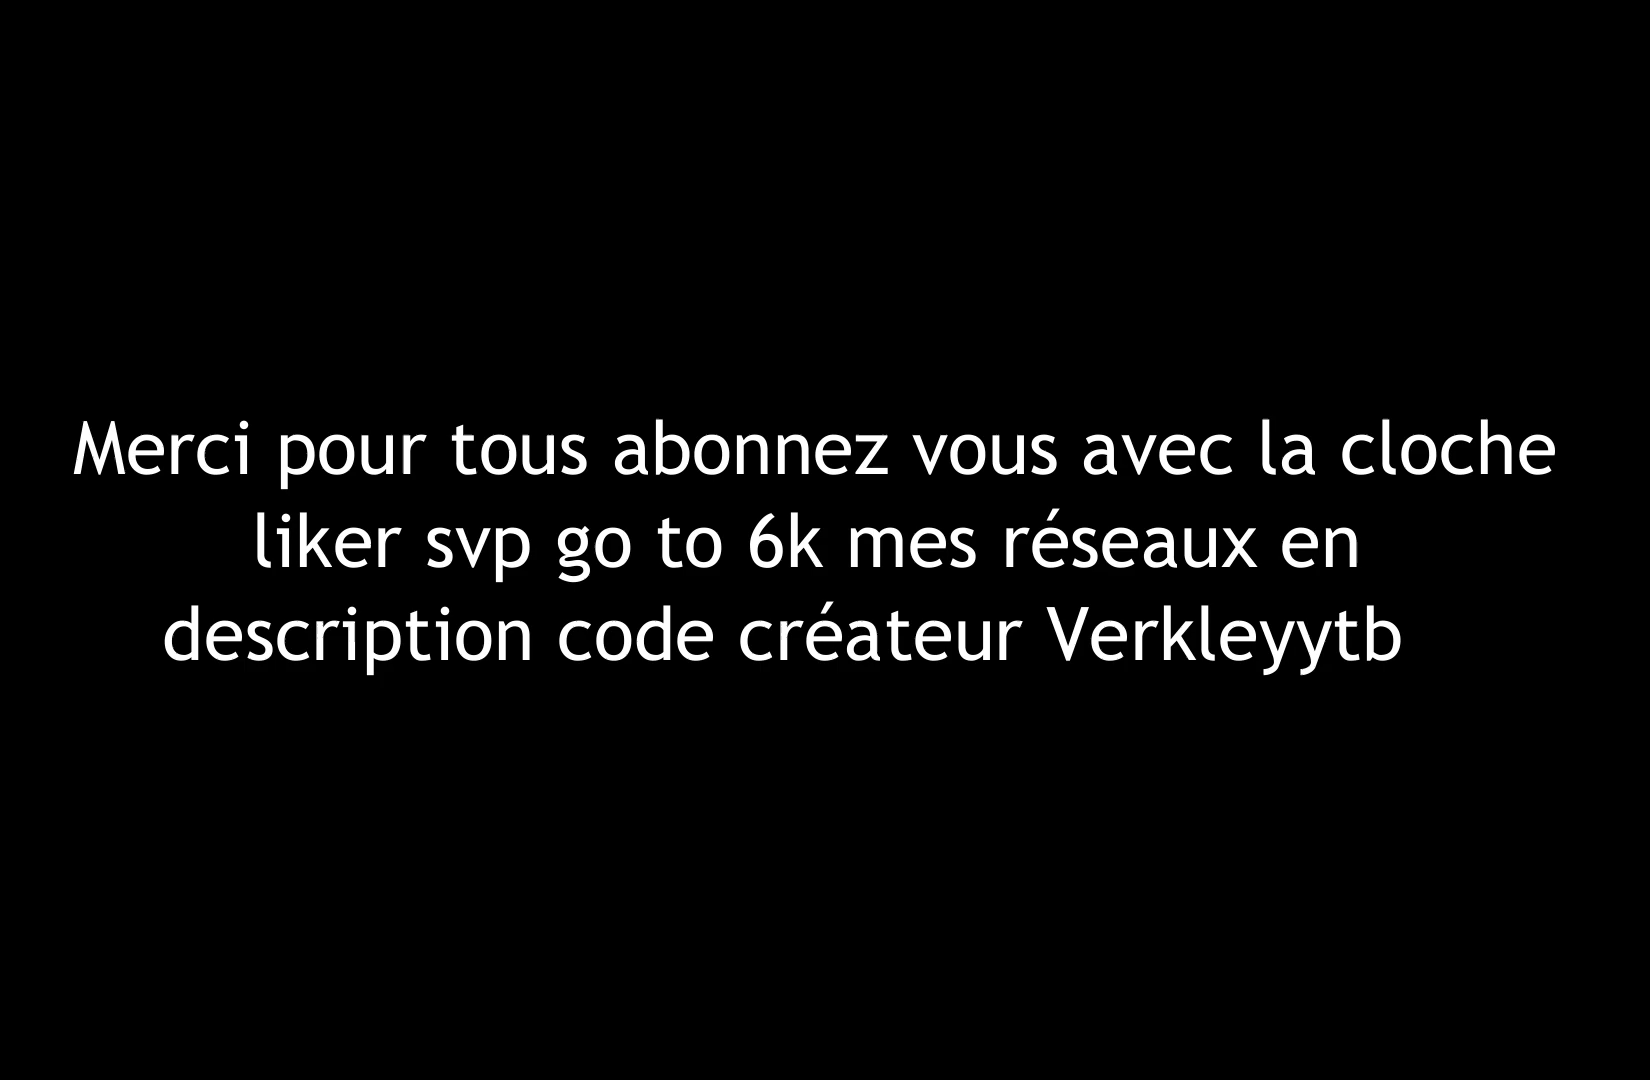 Merci pour tous abonnez vous avec la cloche
liker svp go to 6k mes réseaux en
description code créateur Verkleyytb